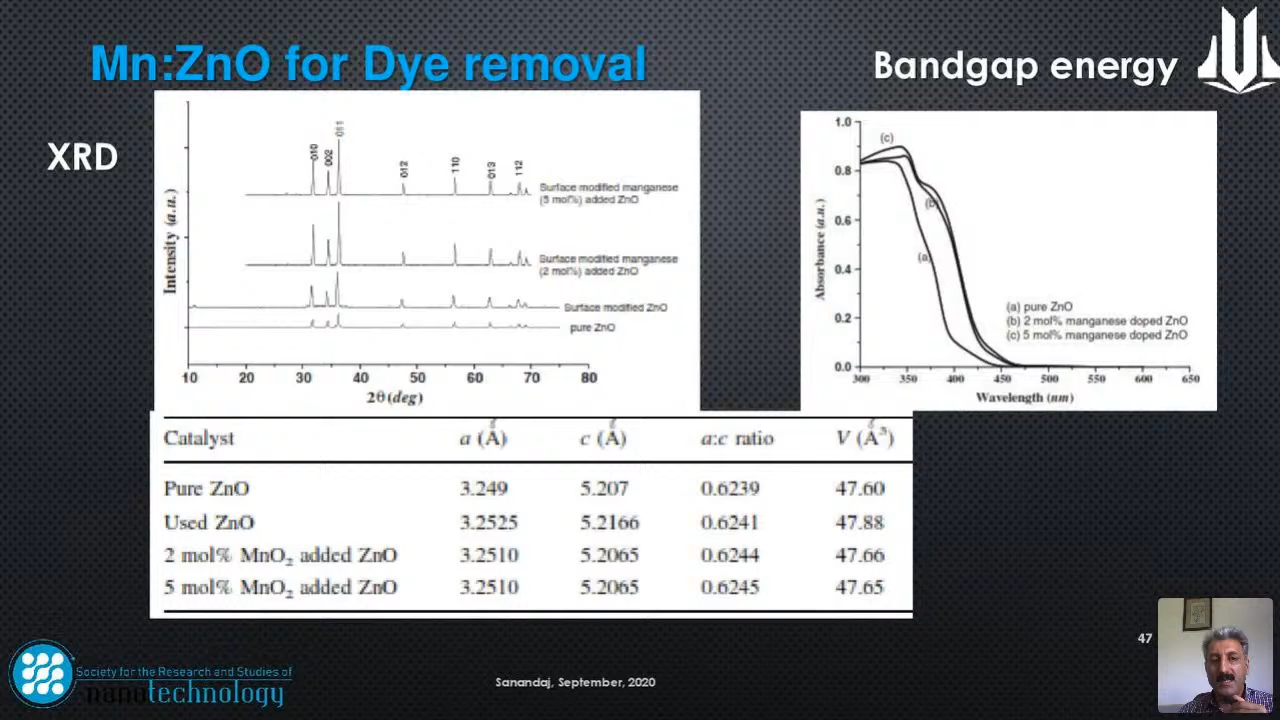 Mn:ZnO for Dye removal
Bandgap energy
XRD
Intensity (a.u.)
010
002
011
012
110
013
112
Surface modified manganese
(5 mol%) added ZnO
Surface modified manganese
(2 mol%) added ZnO
Surface modified ZnO
pure ZnO
10 20 30 40 50 60 70 80
2θ (deg)
Absorbance (a.u.)
1.0
0.8
0.6
0.4
0.2
0.0
(c)
(b)
(a)
(a) pure ZnO
(b) 2 mol% manganese doped ZnO
(c) 5 mol% manganese doped ZnO
300 350 400 450 500 550 600 650
Wavelength (nm)
Catalyst a (Å) c (Å) a:c ratio V (Å³)
Pure ZnO 3.249 5.207 0.6239 47.60
Used ZnO 3.2525 5.2166 0.6241 47.88
2 mol% MnO₂ added ZnO 3.2510 5.2065 0.6244 47.66
5 mol% MnO₂ added ZnO 3.2510 5.2065 0.6245 47.65
47
Society for the Research and Studies of
nanotechnology
Sanandaj, September, 2020